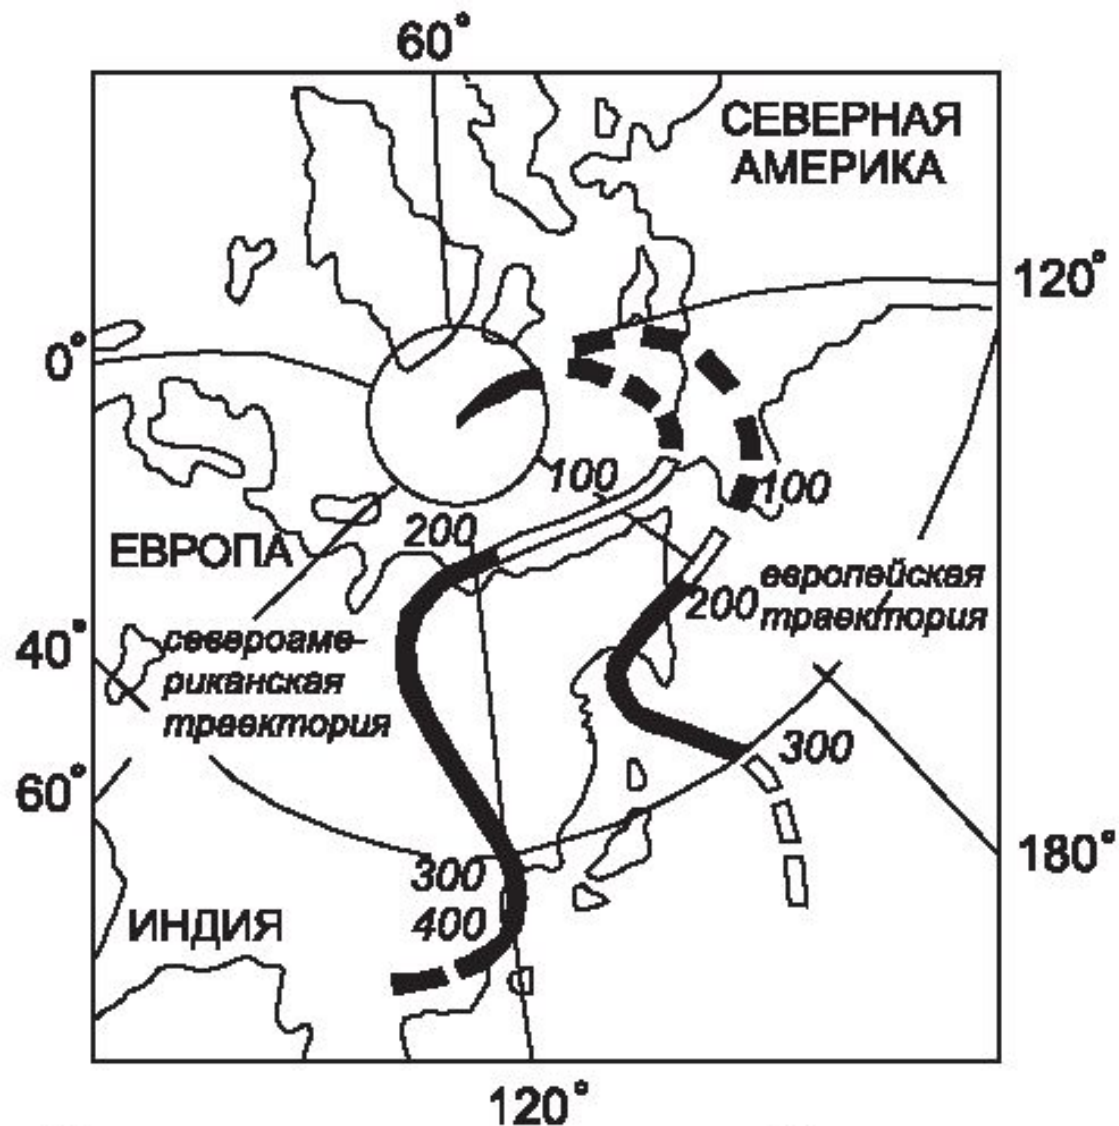 60°
СЕВЕРНАЯ
АМЕРИКА
120°
0°
100
100
200
ЕВРОПА
европейская
200
траектория
40°
североаме-
риканская
траектория
300
60°
180°
300
400
ИНДИЯ
120°